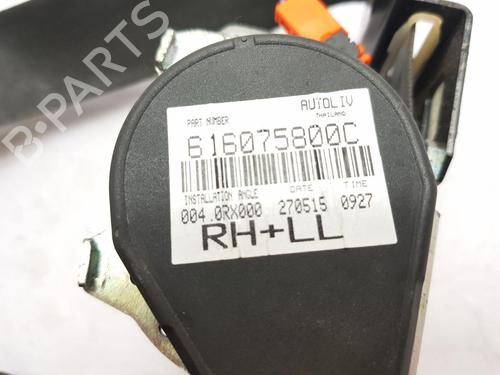 B-PARTS
AUTOLIV
THAILAND
PART NUMBER
616075800C
INSTALLATION ANGLE DATE TIME
004.0RX000 270515 0927
RH+LL